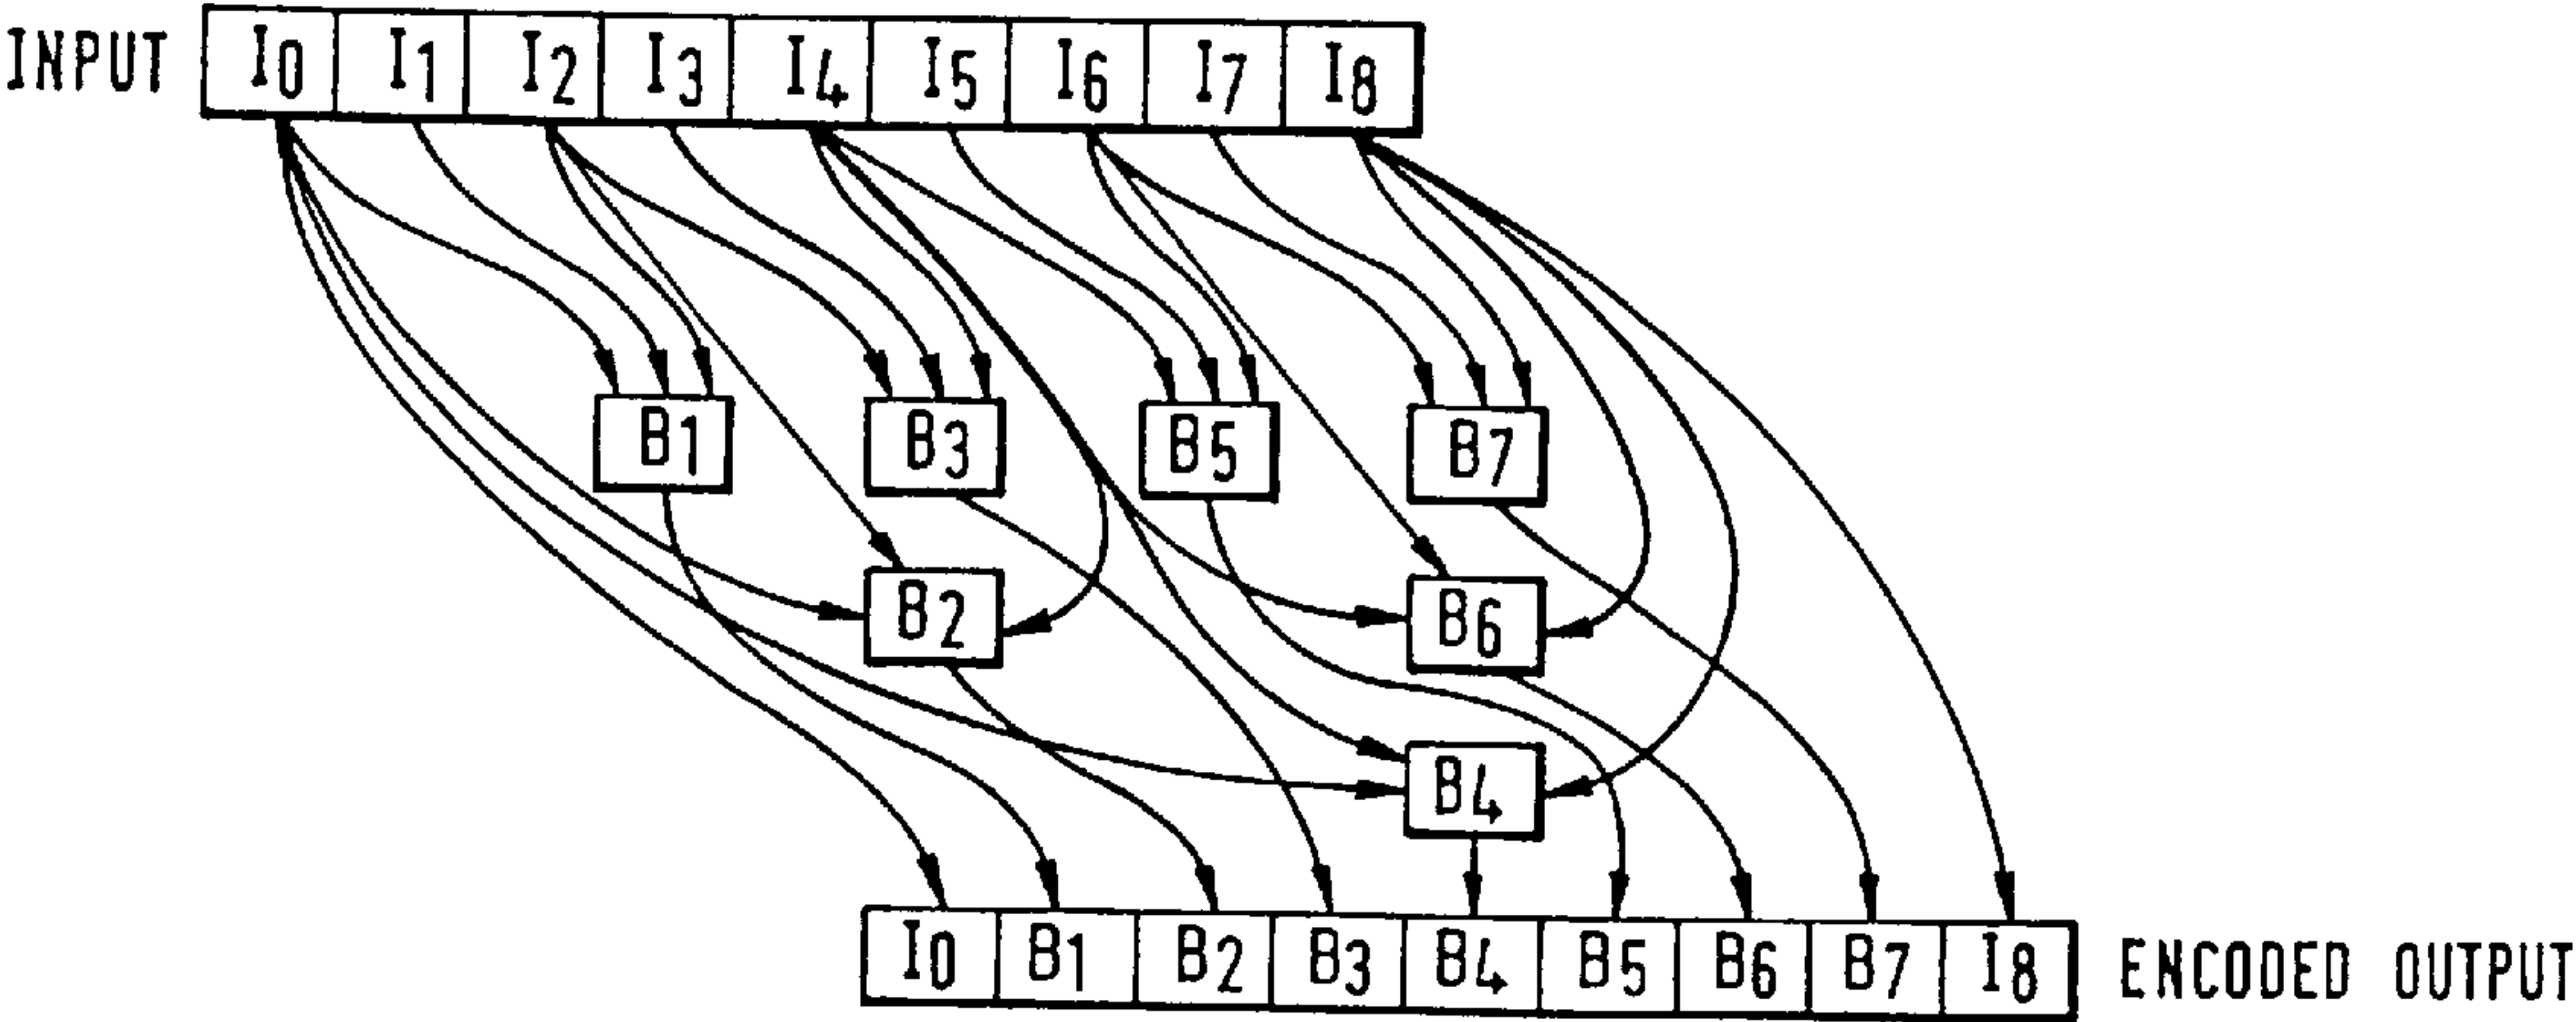 INPUT I0 I1 I2 I3 I4 I5 I6 I7 I8
B1 B3 B5 B7
B2 B6
B4
I0 B1 B2 B3 B4 B5 B6 B7 I8 ENCODED OUTPUT